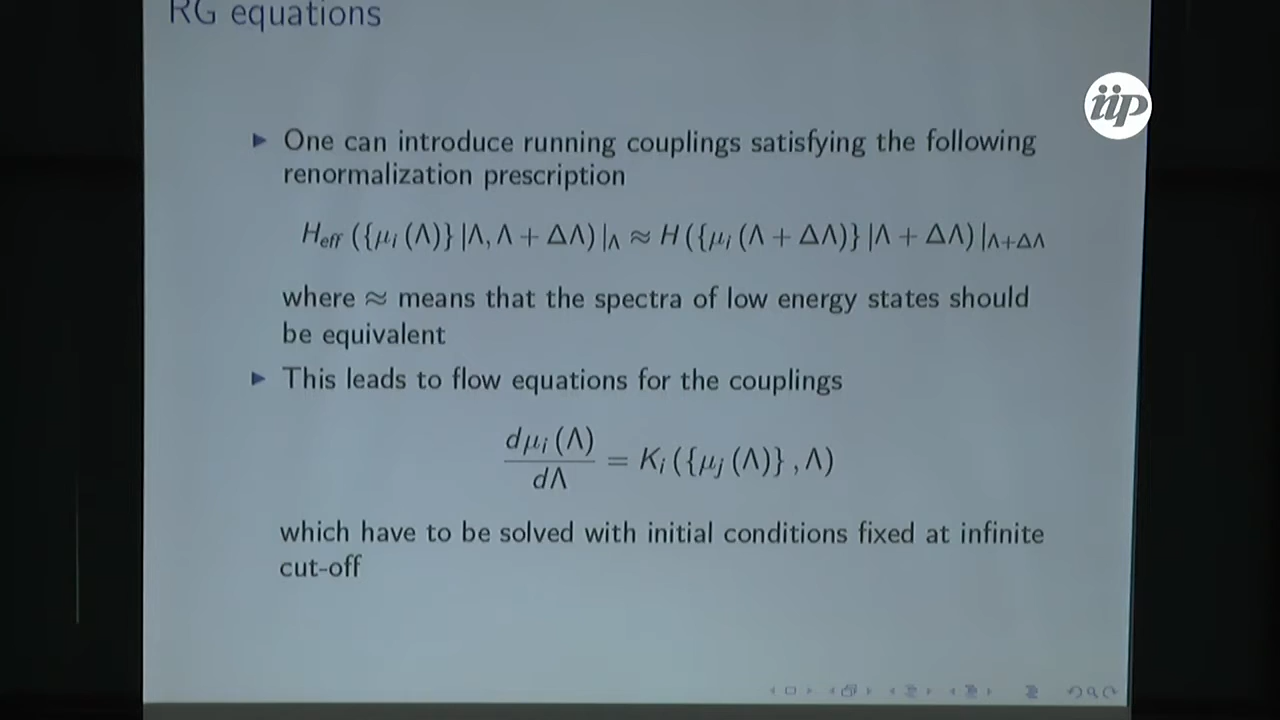 RG equations
iip
▶ One can introduce running couplings satisfying the following
renormalization prescription
H_eff ({μ_i (Λ)} |Λ, Λ + ΔΛ) |_Λ ≈ H ({μ_i (Λ + ΔΛ)} |Λ + ΔΛ) |_{Λ+ΔΛ}
where ≈ means that the spectra of low energy states should
be equivalent
▶ This leads to flow equations for the couplings
dμ_i (Λ) / dΛ = K_i ({μ_j (Λ)} , Λ)
which have to be solved with initial conditions fixed at infinite
cut-off